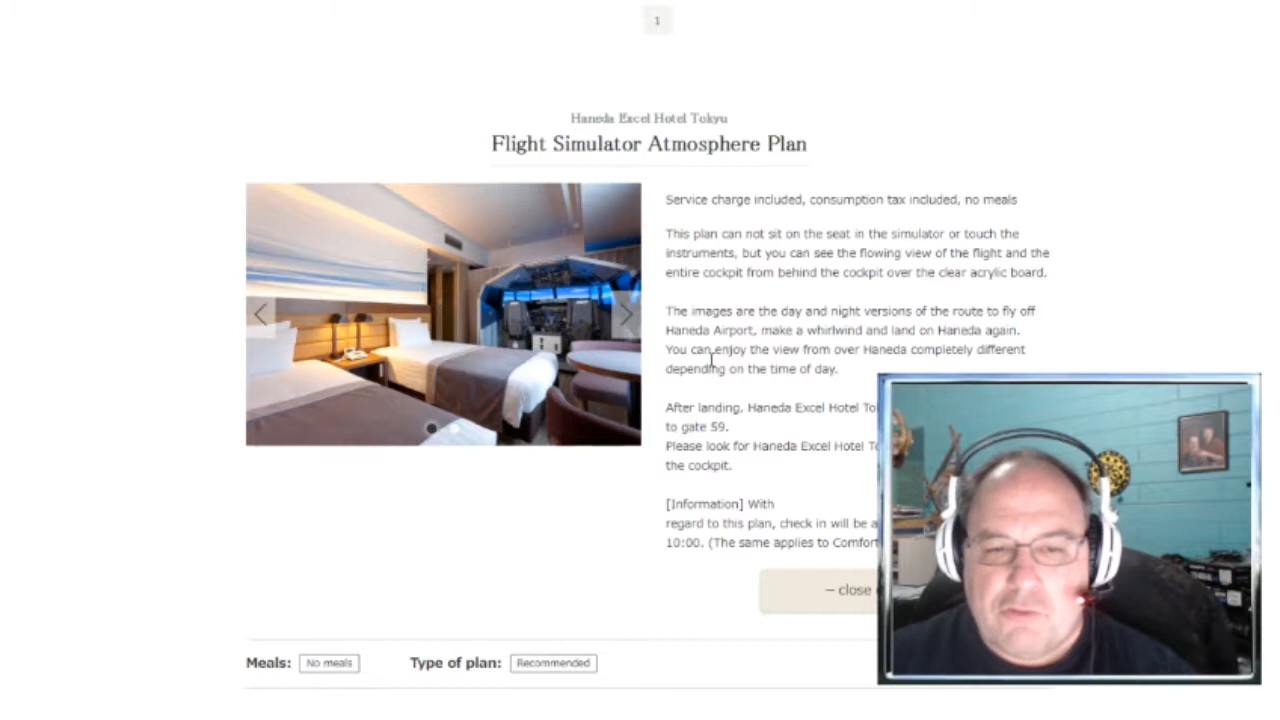 1
Haneda Excel Hotel Tokyu
Flight Simulator Atmosphere Plan
Service charge included, consumption tax included, no meals
This plan can not sit on the seat in the simulator or touch the
instruments, but you can see the flowing view of the flight and the
entire cockpit from behind the cockpit over the clear acrylic board.
The images are the day and night versions of the route to fly off
Haneda Airport, make a whirlwind and land on Haneda again.
You can enjoy the view from over Haneda completely different
depending on the time of day.
After landing, Haneda Excel Hotel
to gate 59.
Please look for Haneda Excel Hotel
the cockpit.
[Information] With
regard to this plan, check in will be
10:00. (The same applies to Comfort
– close
Meals: No meals Type of plan: Recommended